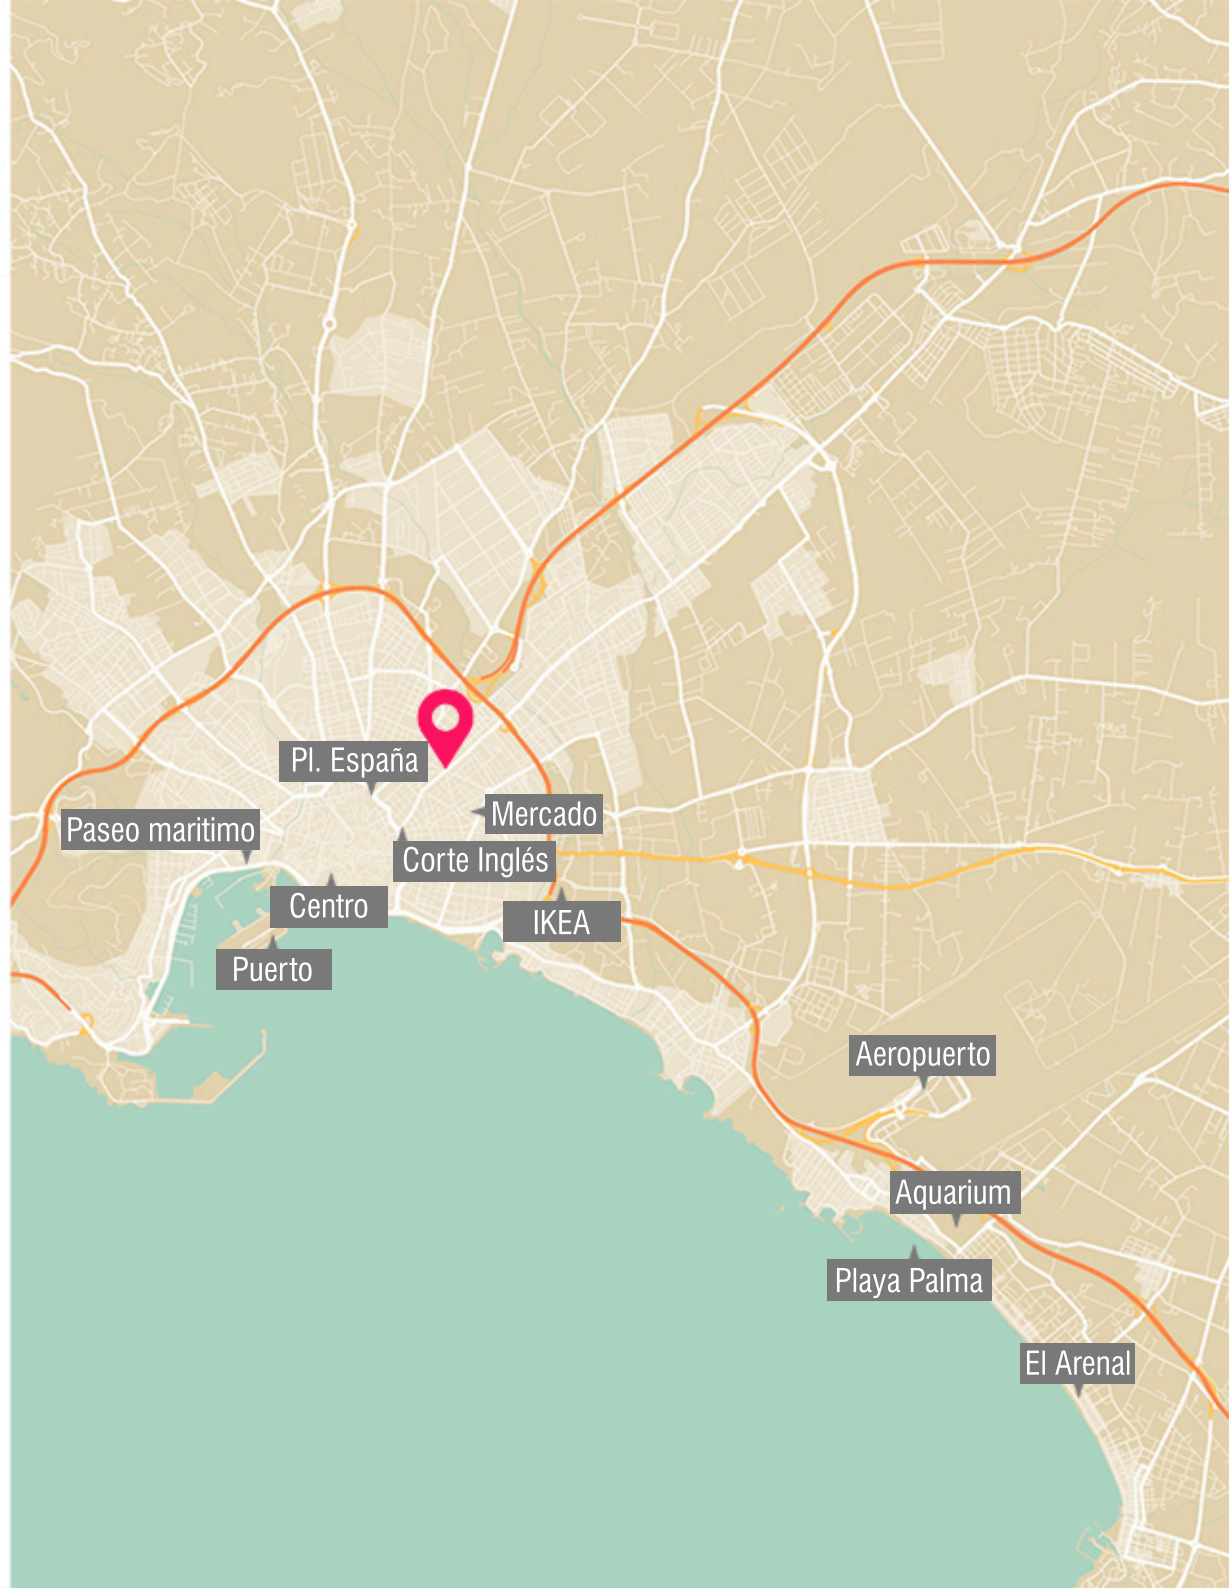 Pl. España
Mercado
Paseo maritimo
Corte Inglés
Centro
IKEA
Puerto
Aeropuerto
Aquarium
Playa Palma
El Arenal